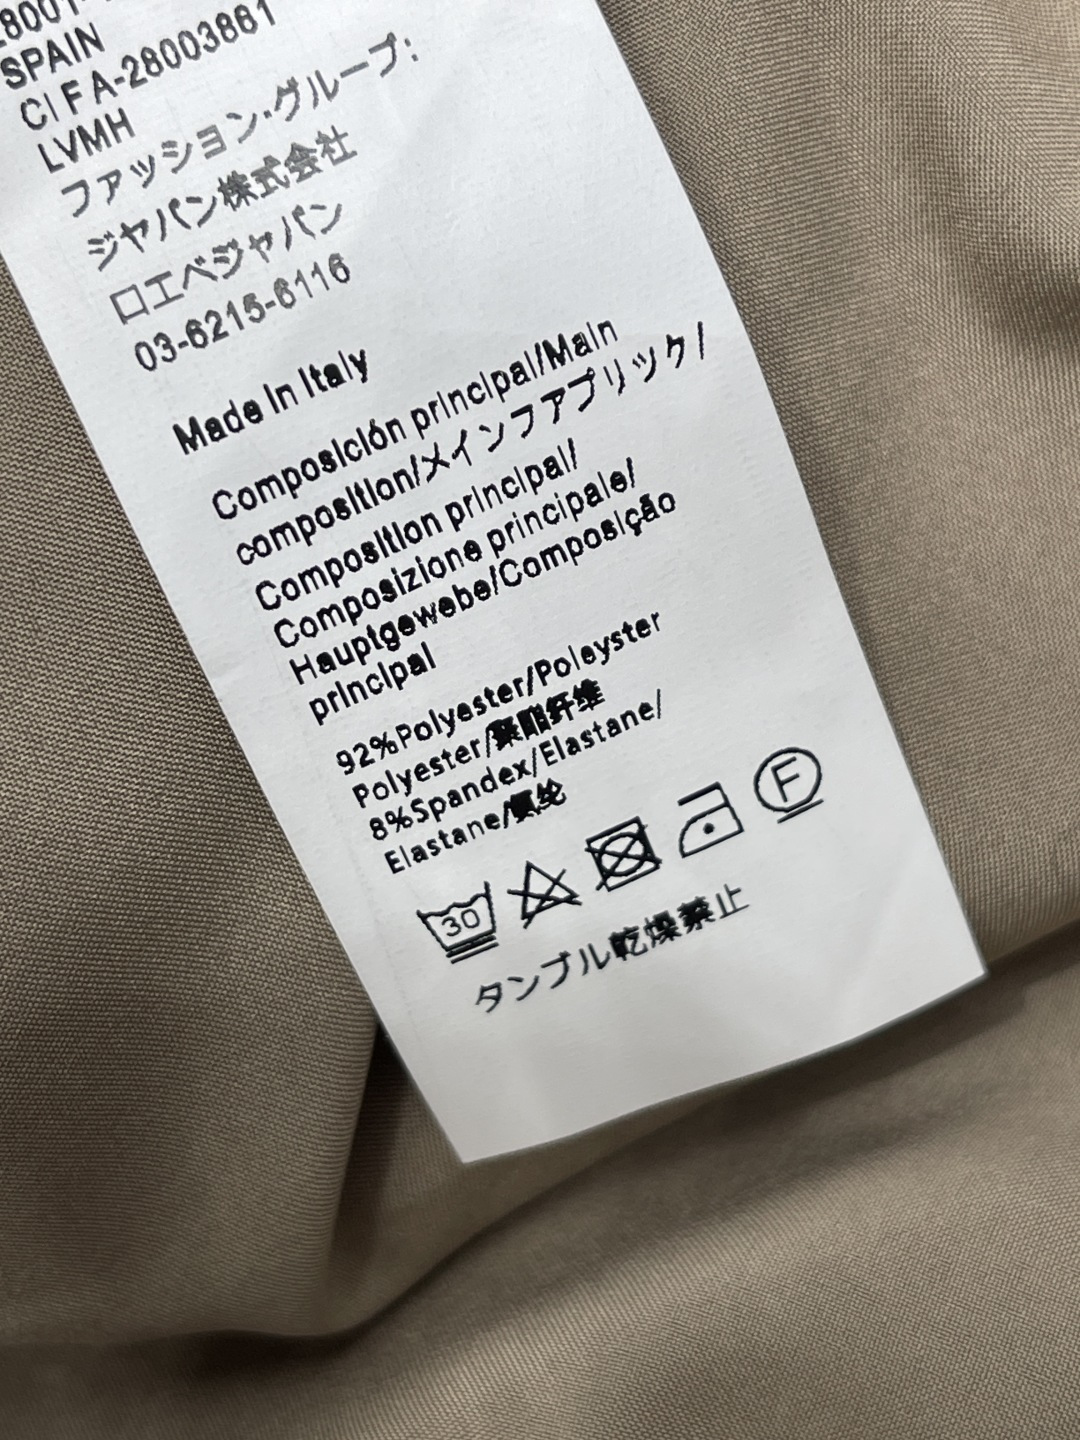 SPAIN
CIF A-28003861
LVMH
ファッション·グループ:
ジャパン株式会社
ロエベジャパン
03-6215-6116
Made In Italy
Composición principal/Main
composition/メインファブリック/
Composition principal/
Composizione principale/
Hauptgewebe/Composição
principal
92%Polyester/Poleyster
Polyester/聚酯纤维
8%Spandex/Elastane/
Elastane/氨纶
30 F
タンブル乾燥禁止